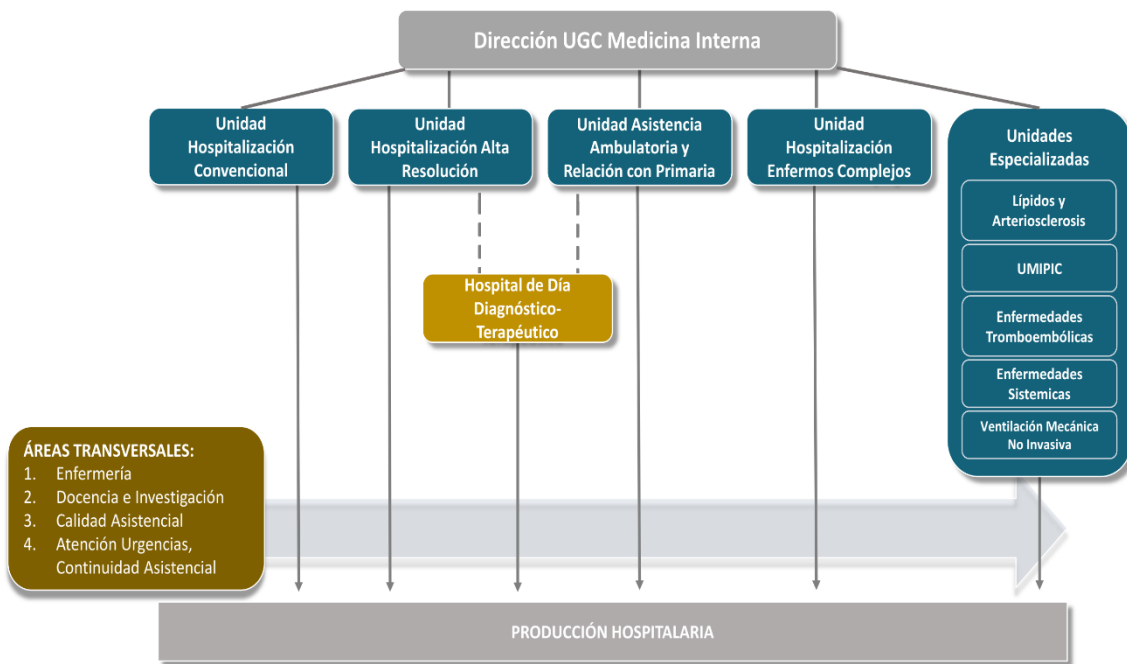 Dirección UGC Medicina Interna
Unidad
Hospitalización
Convencional
Unidad
Hospitalización Alta
Resolución
Unidad Asistencia
Ambulatoria y
Relación con Primaria
Unidad
Hospitalización
Enfermos Complejos
Unidades
Especializadas
Lípidos y
Arteriosclerosis
UMIPIC
Enfermedades
Tromboembólicas
Enfermedades
Sistemicas
Ventilación Mecánica
No Invasiva
Hospital de Día
Diagnóstico-
Terapéutico
ÁREAS TRANSVERSALES:
1. Enfermería
2. Docencia e Investigación
3. Calidad Asistencial
4. Atención Urgencias,
Continuidad Asistencial
PRODUCCIÓN HOSPITALARIA